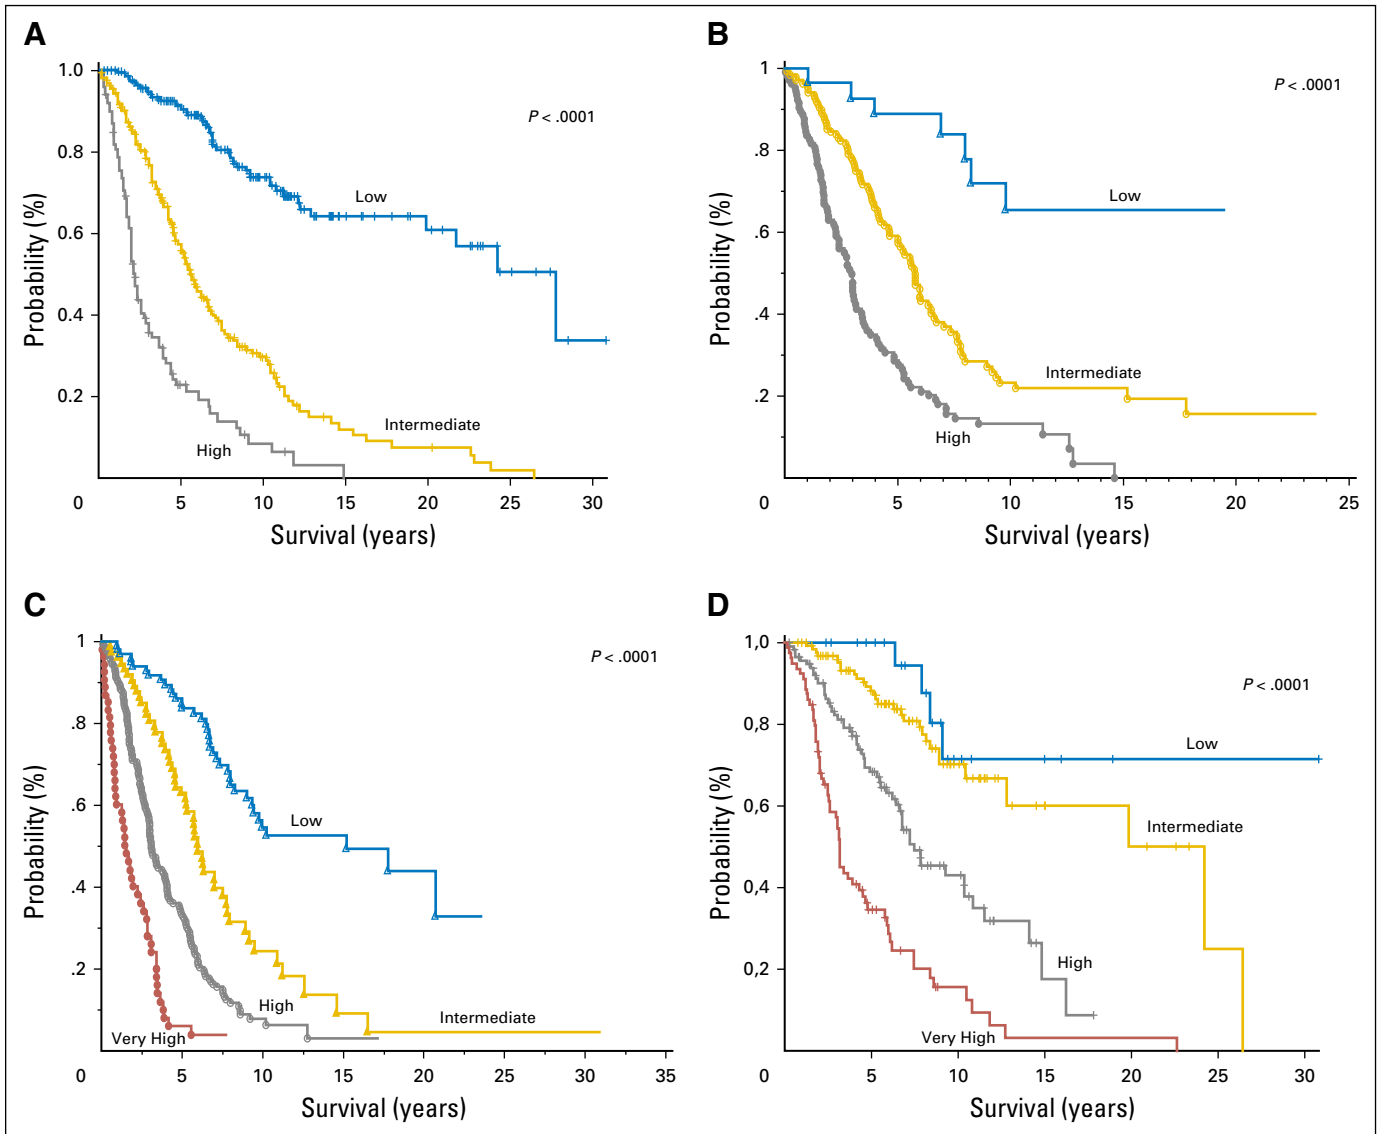 A
1.0
0.8
0.6
0.4
0.2
0
5
10
15
20
25
30
Probability (%)
Survival (years)
P < .0001
Low
Intermediate
High
B
1
.8
.6
.4
.2
0
5
10
15
20
25
Probability (%)
Survival (years)
P < .0001
Low
Intermediate
High
C
1
.8
.6
.4
.2
0
5
10
15
20
25
30
35
Probability (%)
Survival (years)
P < .0001
Low
Intermediate
High
Very High
D
1,0
0,8
0,6
0,4
0,2
0
5
10
15
20
25
30
Probability (%)
Survival (years)
P < .0001
Low
Intermediate
High
Very High